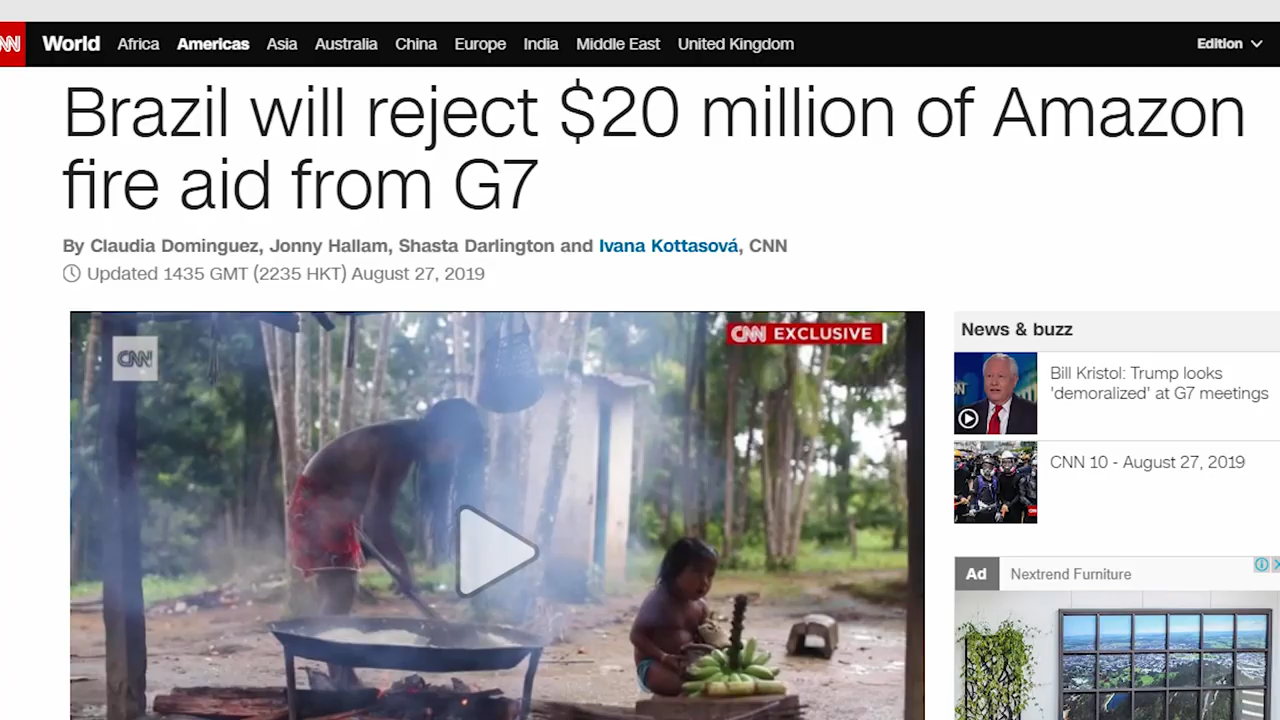 NN World Africa Americas Asia Australia China Europe India Middle East United Kingdom Edition
Brazil will reject $20 million of Amazon
fire aid from G7
By Claudia Dominguez, Jonny Hallam, Shasta Darlington and Ivana Kottasová, CNN
Updated 1435 GMT (2235 HKT) August 27, 2019
CNN
CNN EXCLUSIVE
News & buzz
Bill Kristol: Trump looks
'demoralized' at G7 meetings
CNN 10 - August 27, 2019
Ad Nextrend Furniture